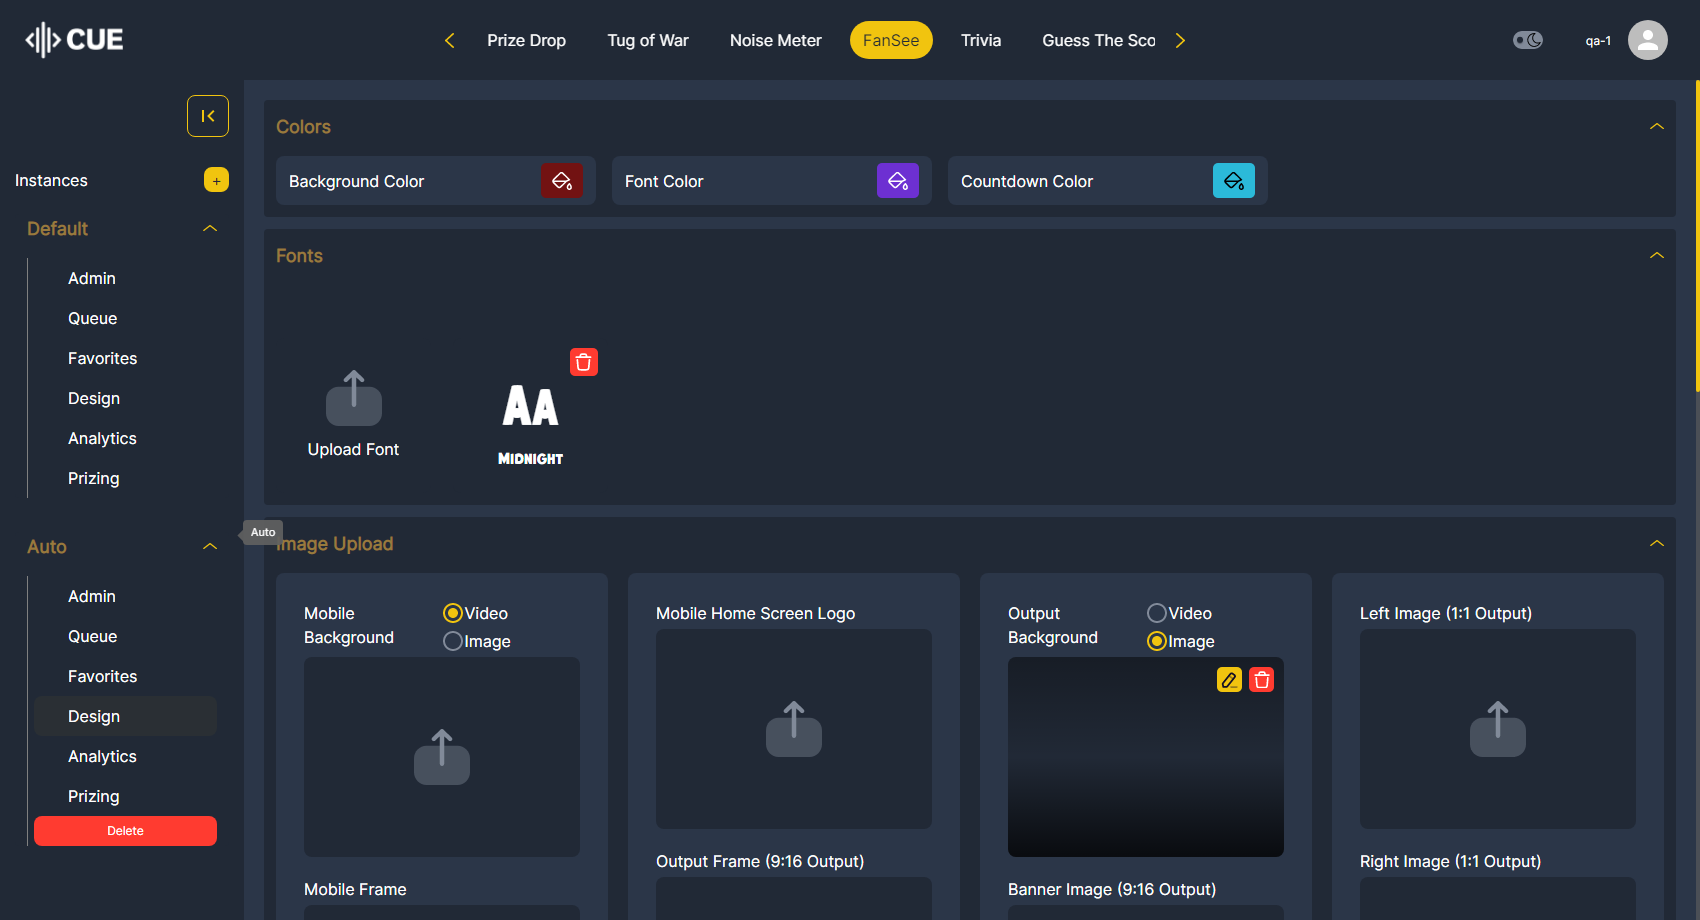 CUE
Prize Drop
Tug of War
Noise Meter
FanSee
Trivia
Guess The Sco
qa-1
Instances
+
Default
Admin
Queue
Favorites
Design
Analytics
Prizing
Auto
Admin
Queue
Favorites
Design
Analytics
Prizing
Delete
Auto
Colors
Background Color
Font Color
Countdown Color
Fonts
Upload Font
AA
MIDNIGHT
Image Upload
Mobile
Background
Video
Image
Mobile Home Screen Logo
Output
Background
Video
Image
Left Image (1:1 Output)
Mobile Frame
Output Frame (9:16 Output)
Banner Image (9:16 Output)
Right Image (1:1 Output)